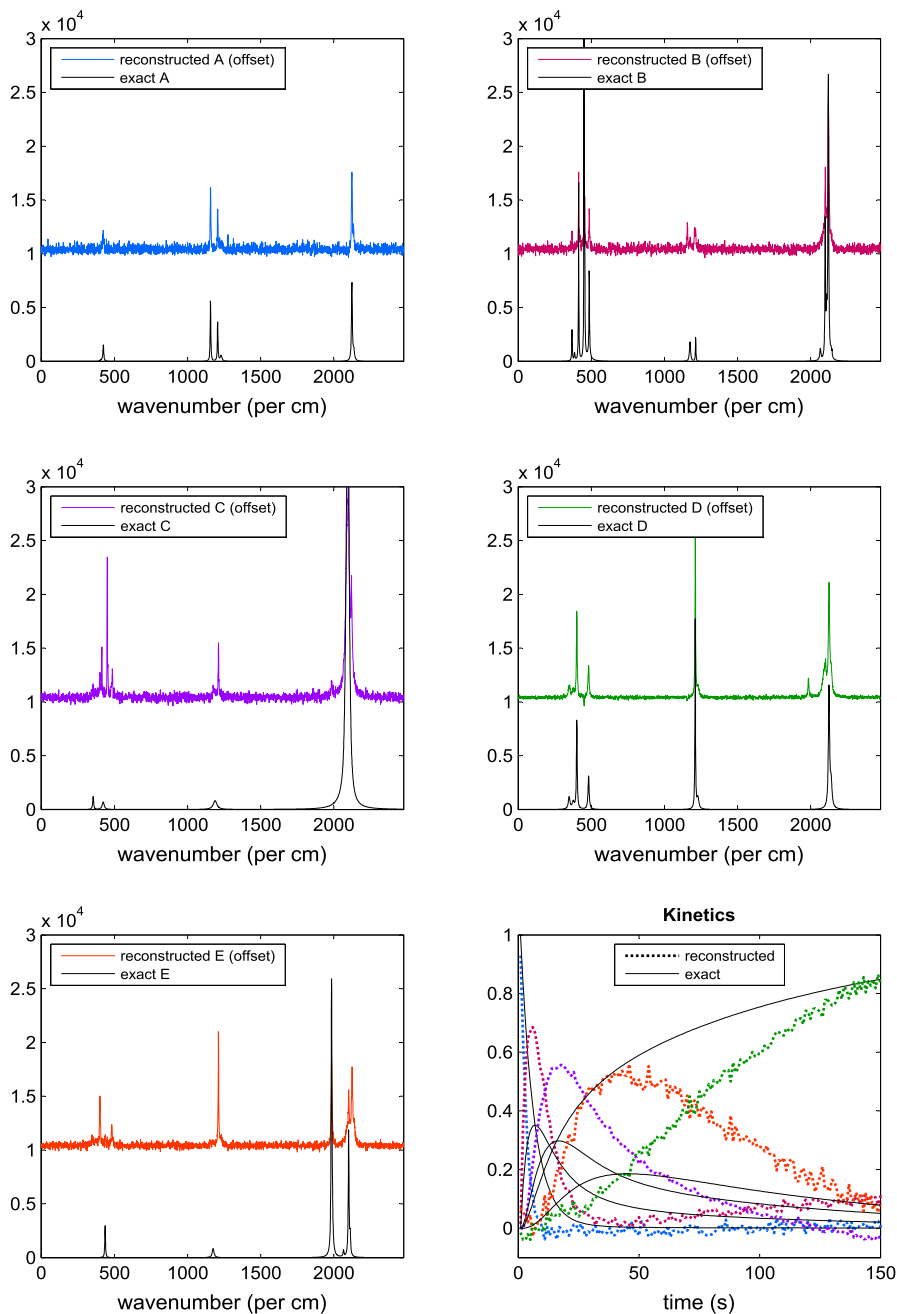 x 10^4
3
2.5
2
1.5
1
0.5
0
reconstructed A (offset)
exact A
0 500 1000 1500 2000
wavenumber (per cm)
x 10^4
3
2.5
2
1.5
1
0.5
0
reconstructed B (offset)
exact B
0 500 1000 1500 2000
wavenumber (per cm)
x 10^4
3
2.5
2
1.5
1
0.5
0
reconstructed C (offset)
exact C
0 500 1000 1500 2000
wavenumber (per cm)
x 10^4
3
2.5
2
1.5
1
0.5
0
reconstructed D (offset)
exact D
0 500 1000 1500 2000
wavenumber (per cm)
x 10^4
3
2.5
2
1.5
1
0.5
0
reconstructed E (offset)
exact E
0 500 1000 1500 2000
wavenumber (per cm)
Kinetics
1
0.8
0.6
0.4
0.2
0
reconstructed
exact
0 50 100 150
time (s)